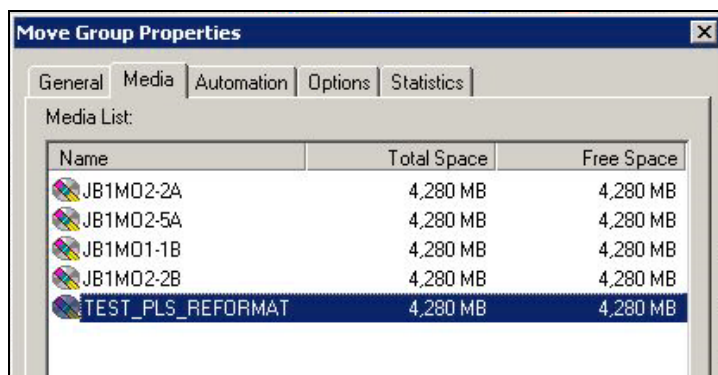 Move Group Properties
General Media Automation Options Statistics
Media List:
Name Total Space Free Space
JB1MO2-2A 4,280 MB 4,280 MB
JB1MO2-5A 4,280 MB 4,280 MB
JB1MO1-1B 4,280 MB 4,280 MB
JB1MO2-2B 4,280 MB 4,280 MB
TEST_PLS_REFORMAT 4,280 MB 4,280 MB